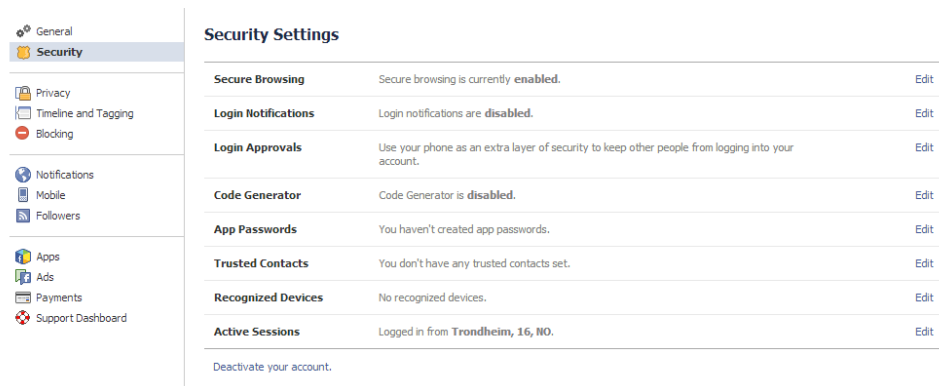 General
Security
Privacy
Timeline and Tagging
Blocking
Notifications
Mobile
Followers
Apps
Ads
Payments
Support Dashboard
Security Settings
Secure Browsing Secure browsing is currently enabled. Edit
Login Notifications Login notifications are disabled. Edit
Login Approvals Use your phone as an extra layer of security to keep other people from logging into your Edit
account.
Code Generator Code Generator is disabled. Edit
App Passwords You haven't created app passwords. Edit
Trusted Contacts You don't have any trusted contacts set. Edit
Recognized Devices No recognized devices. Edit
Active Sessions Logged in from Trondheim, 16, NO. Edit
Deactivate your account.